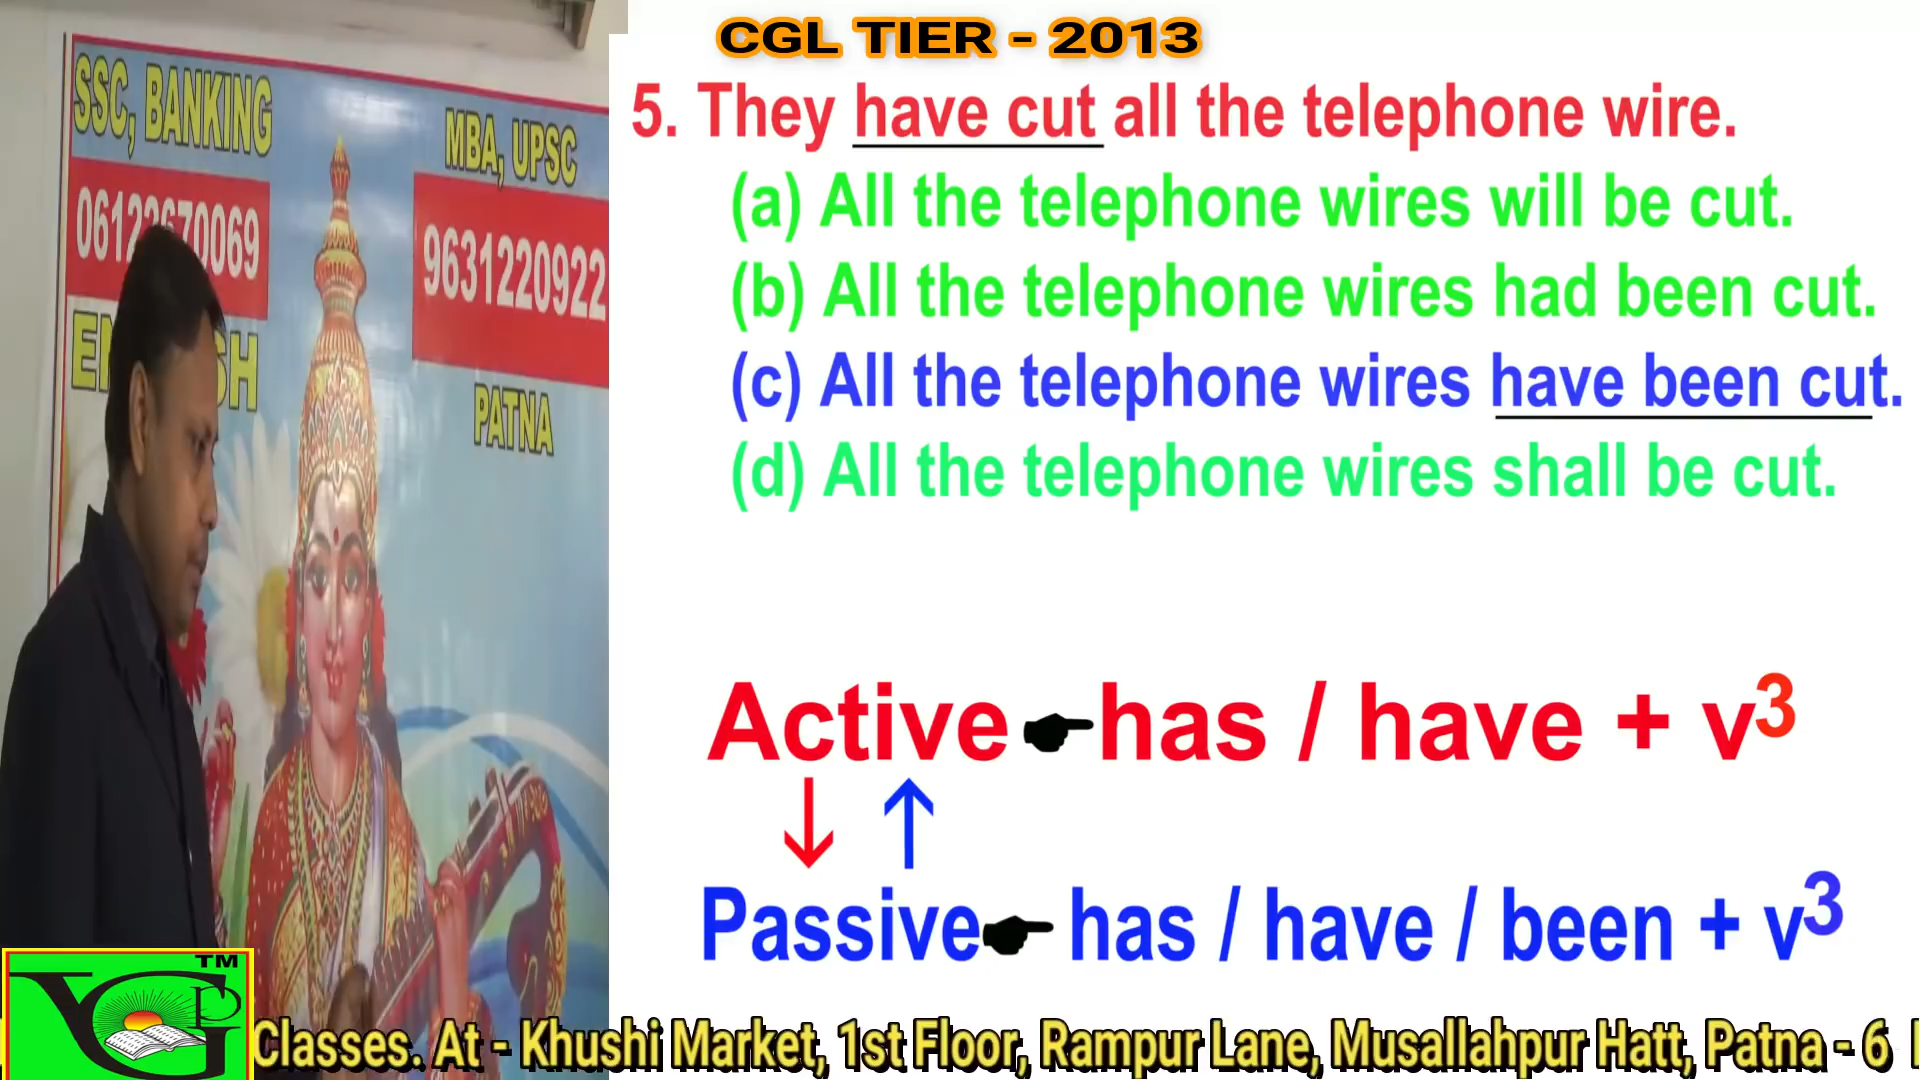 CGL TIER - 2013
5. They have cut all the telephone wire.
(a) All the telephone wires will be cut.
(b) All the telephone wires had been cut.
(c) All the telephone wires have been cut.
(d) All the telephone wires shall be cut.
Active has / have + v3
Passive has / have / been + v3
SSC, BANKING
MBA, UPSC
9631220922
PATNA
TM
Classes. At - Khushi Market, 1st Floor, Rampur Lane, Musallahpur Hatt, Patna - 6